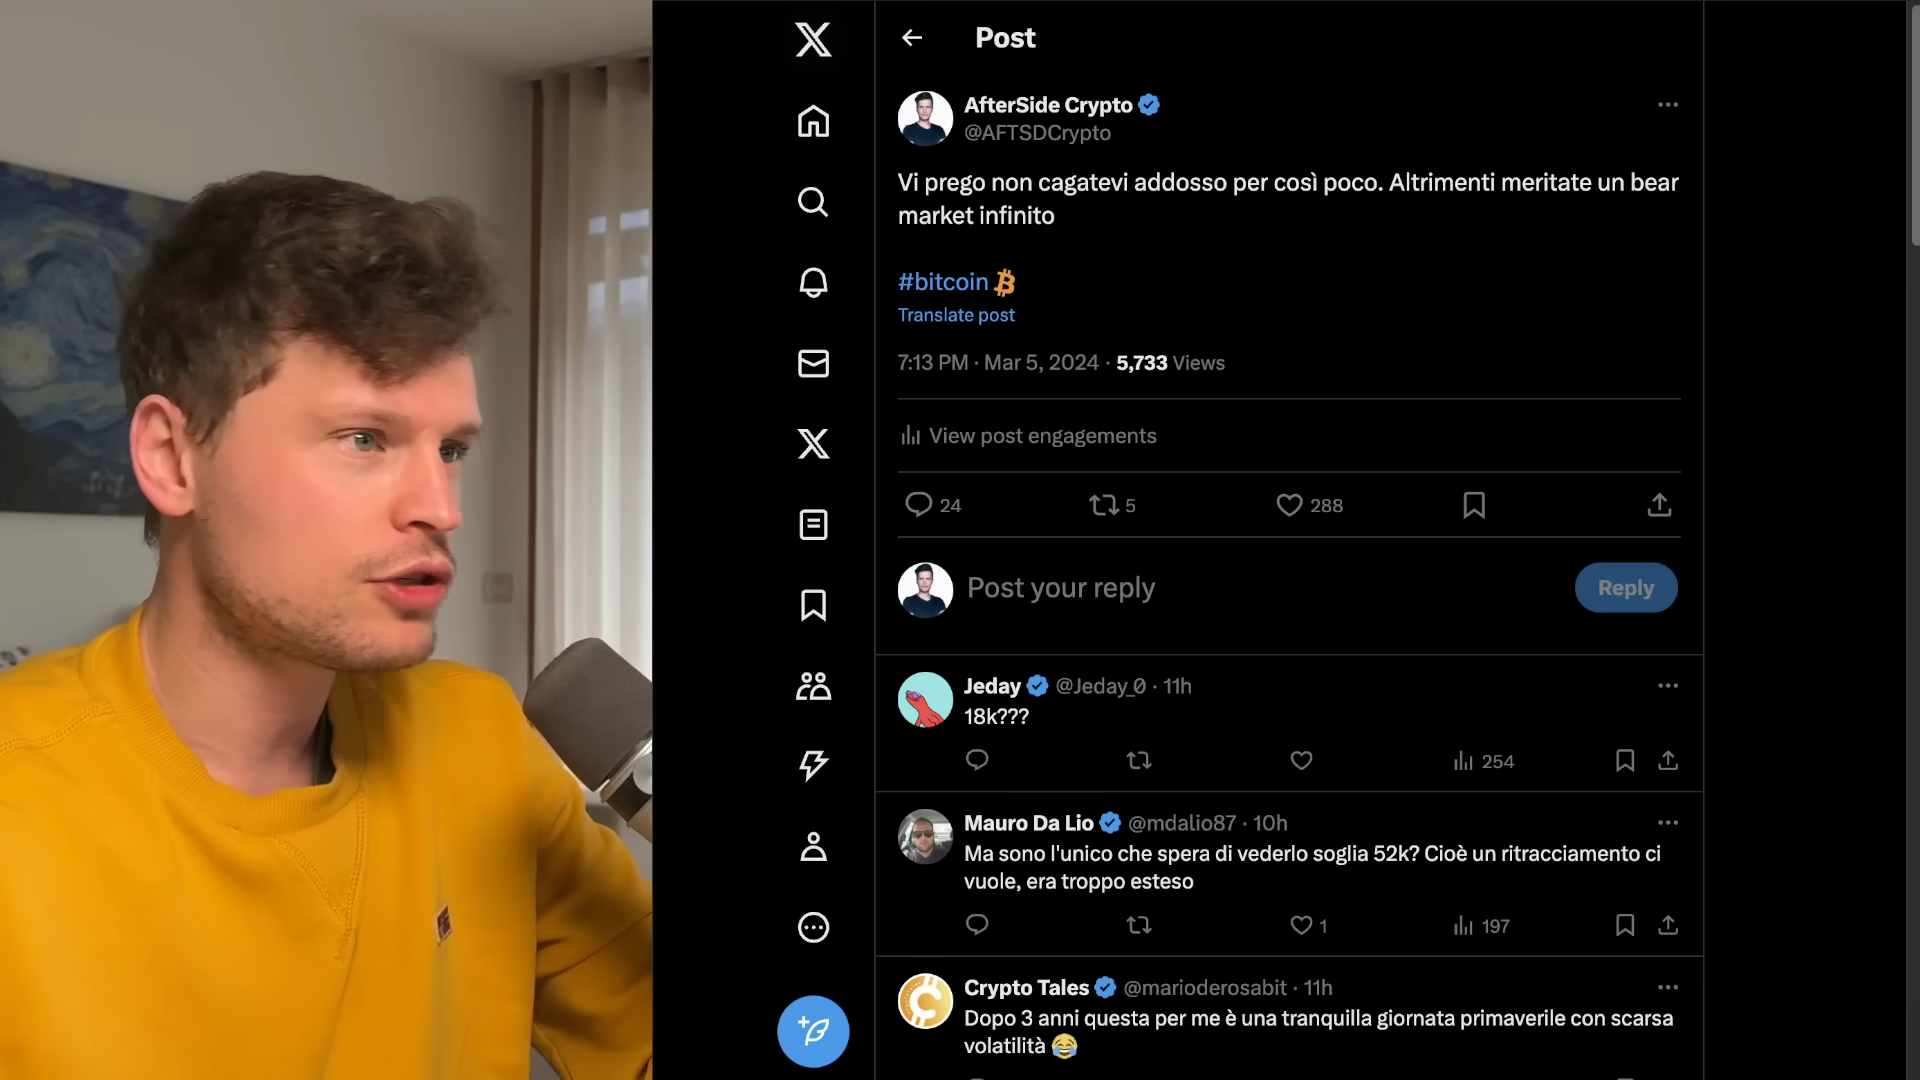 Post
AfterSide Crypto
@AFTSDCrypto
Vi prego non cagatevi addosso per così poco. Altrimenti meritate un bear
market infinito
#bitcoin
Translate post
7:13 PM · Mar 5, 2024 · 5,733 Views
View post engagements
24 5 288
Post your reply
Reply
Jeday @Jeday_0 · 11h
18k???
254
Mauro Da Lio @mdalio87 · 10h
Ma sono l'unico che spera di vederlo soglia 52k? Cioè un ritracciamento ci
vuole, era troppo esteso
1 197
Crypto Tales @marioderosabit · 11h
Dopo 3 anni questa per me è una tranquilla giornata primaverile con scarsa
volatilità 😂